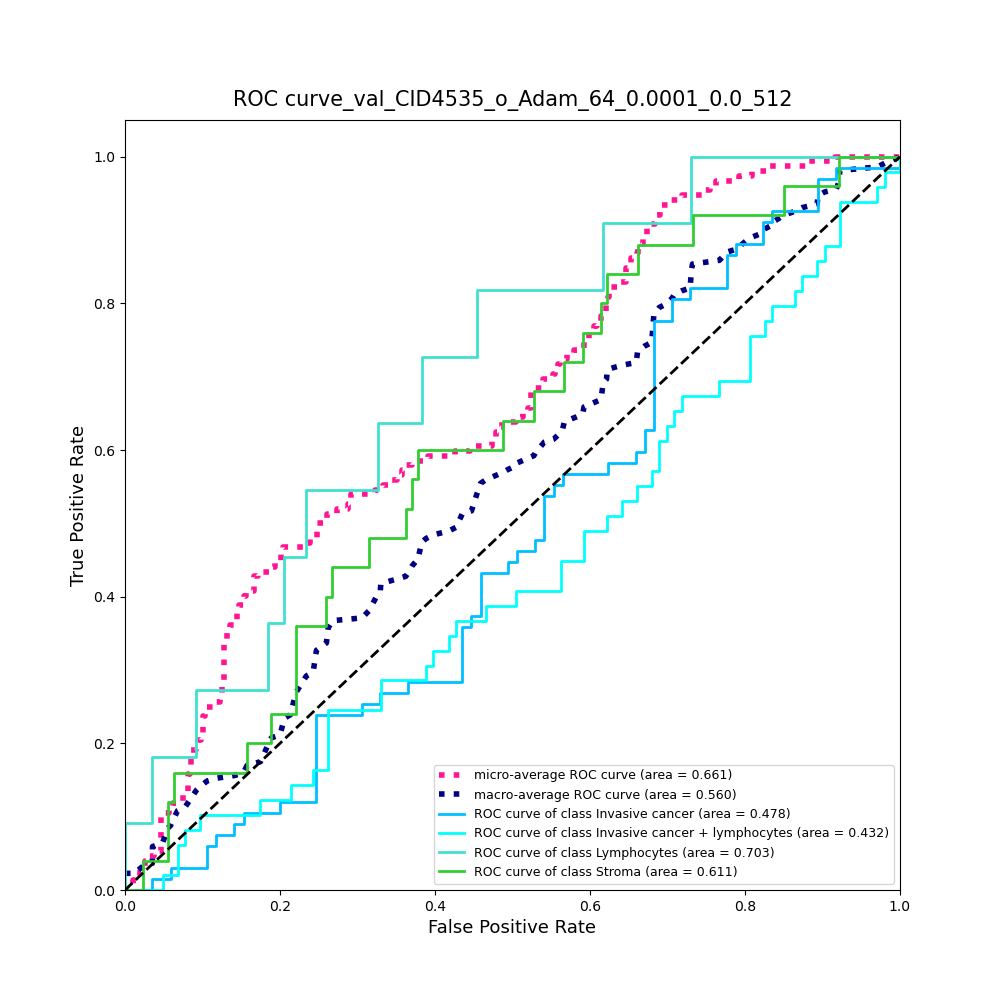 ROC curve_val_CID4535_o_Adam_64_0.0001_0.0_512
True Positive Rate
1.0
0.8
0.6
0.4
0.2
0.0
micro-average ROC curve (area = 0.661)
macro-average ROC curve (area = 0.560)
ROC curve of class Invasive cancer (area = 0.478)
ROC curve of class Invasive cancer + lymphocytes (area = 0.432)
ROC curve of class Lymphocytes (area = 0.703)
ROC curve of class Stroma (area = 0.611)
0.0 0.2 0.4 0.6 0.8 1.0
False Positive Rate